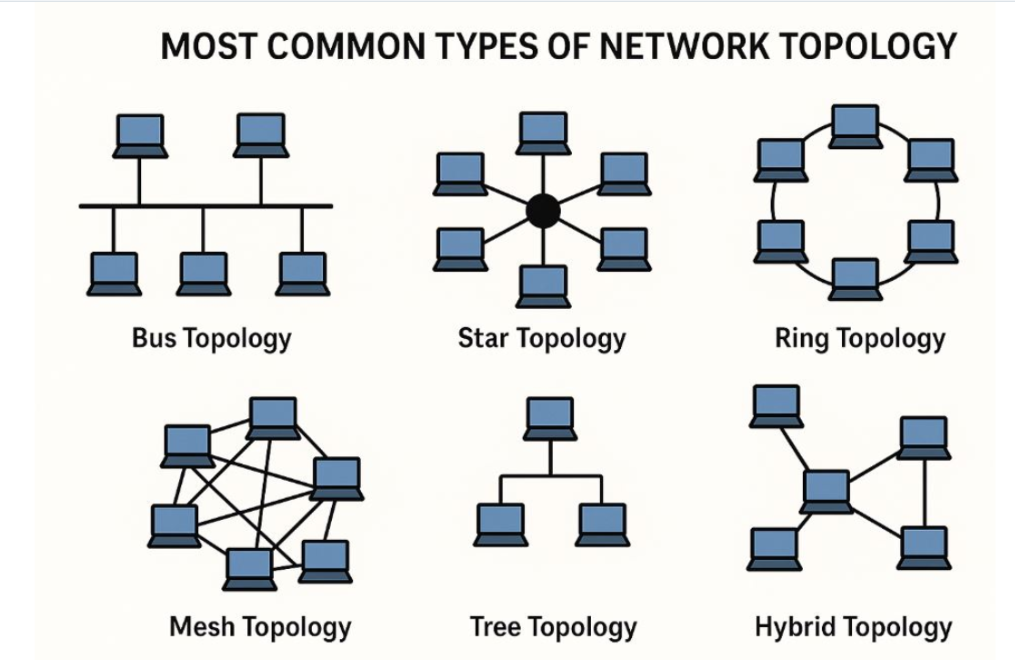 MOST COMMON TYPES OF NETWORK TOPOLOGY
Bus Topology
Star Topology
Ring Topology
Mesh Topology
Tree Topology
Hybrid Topology